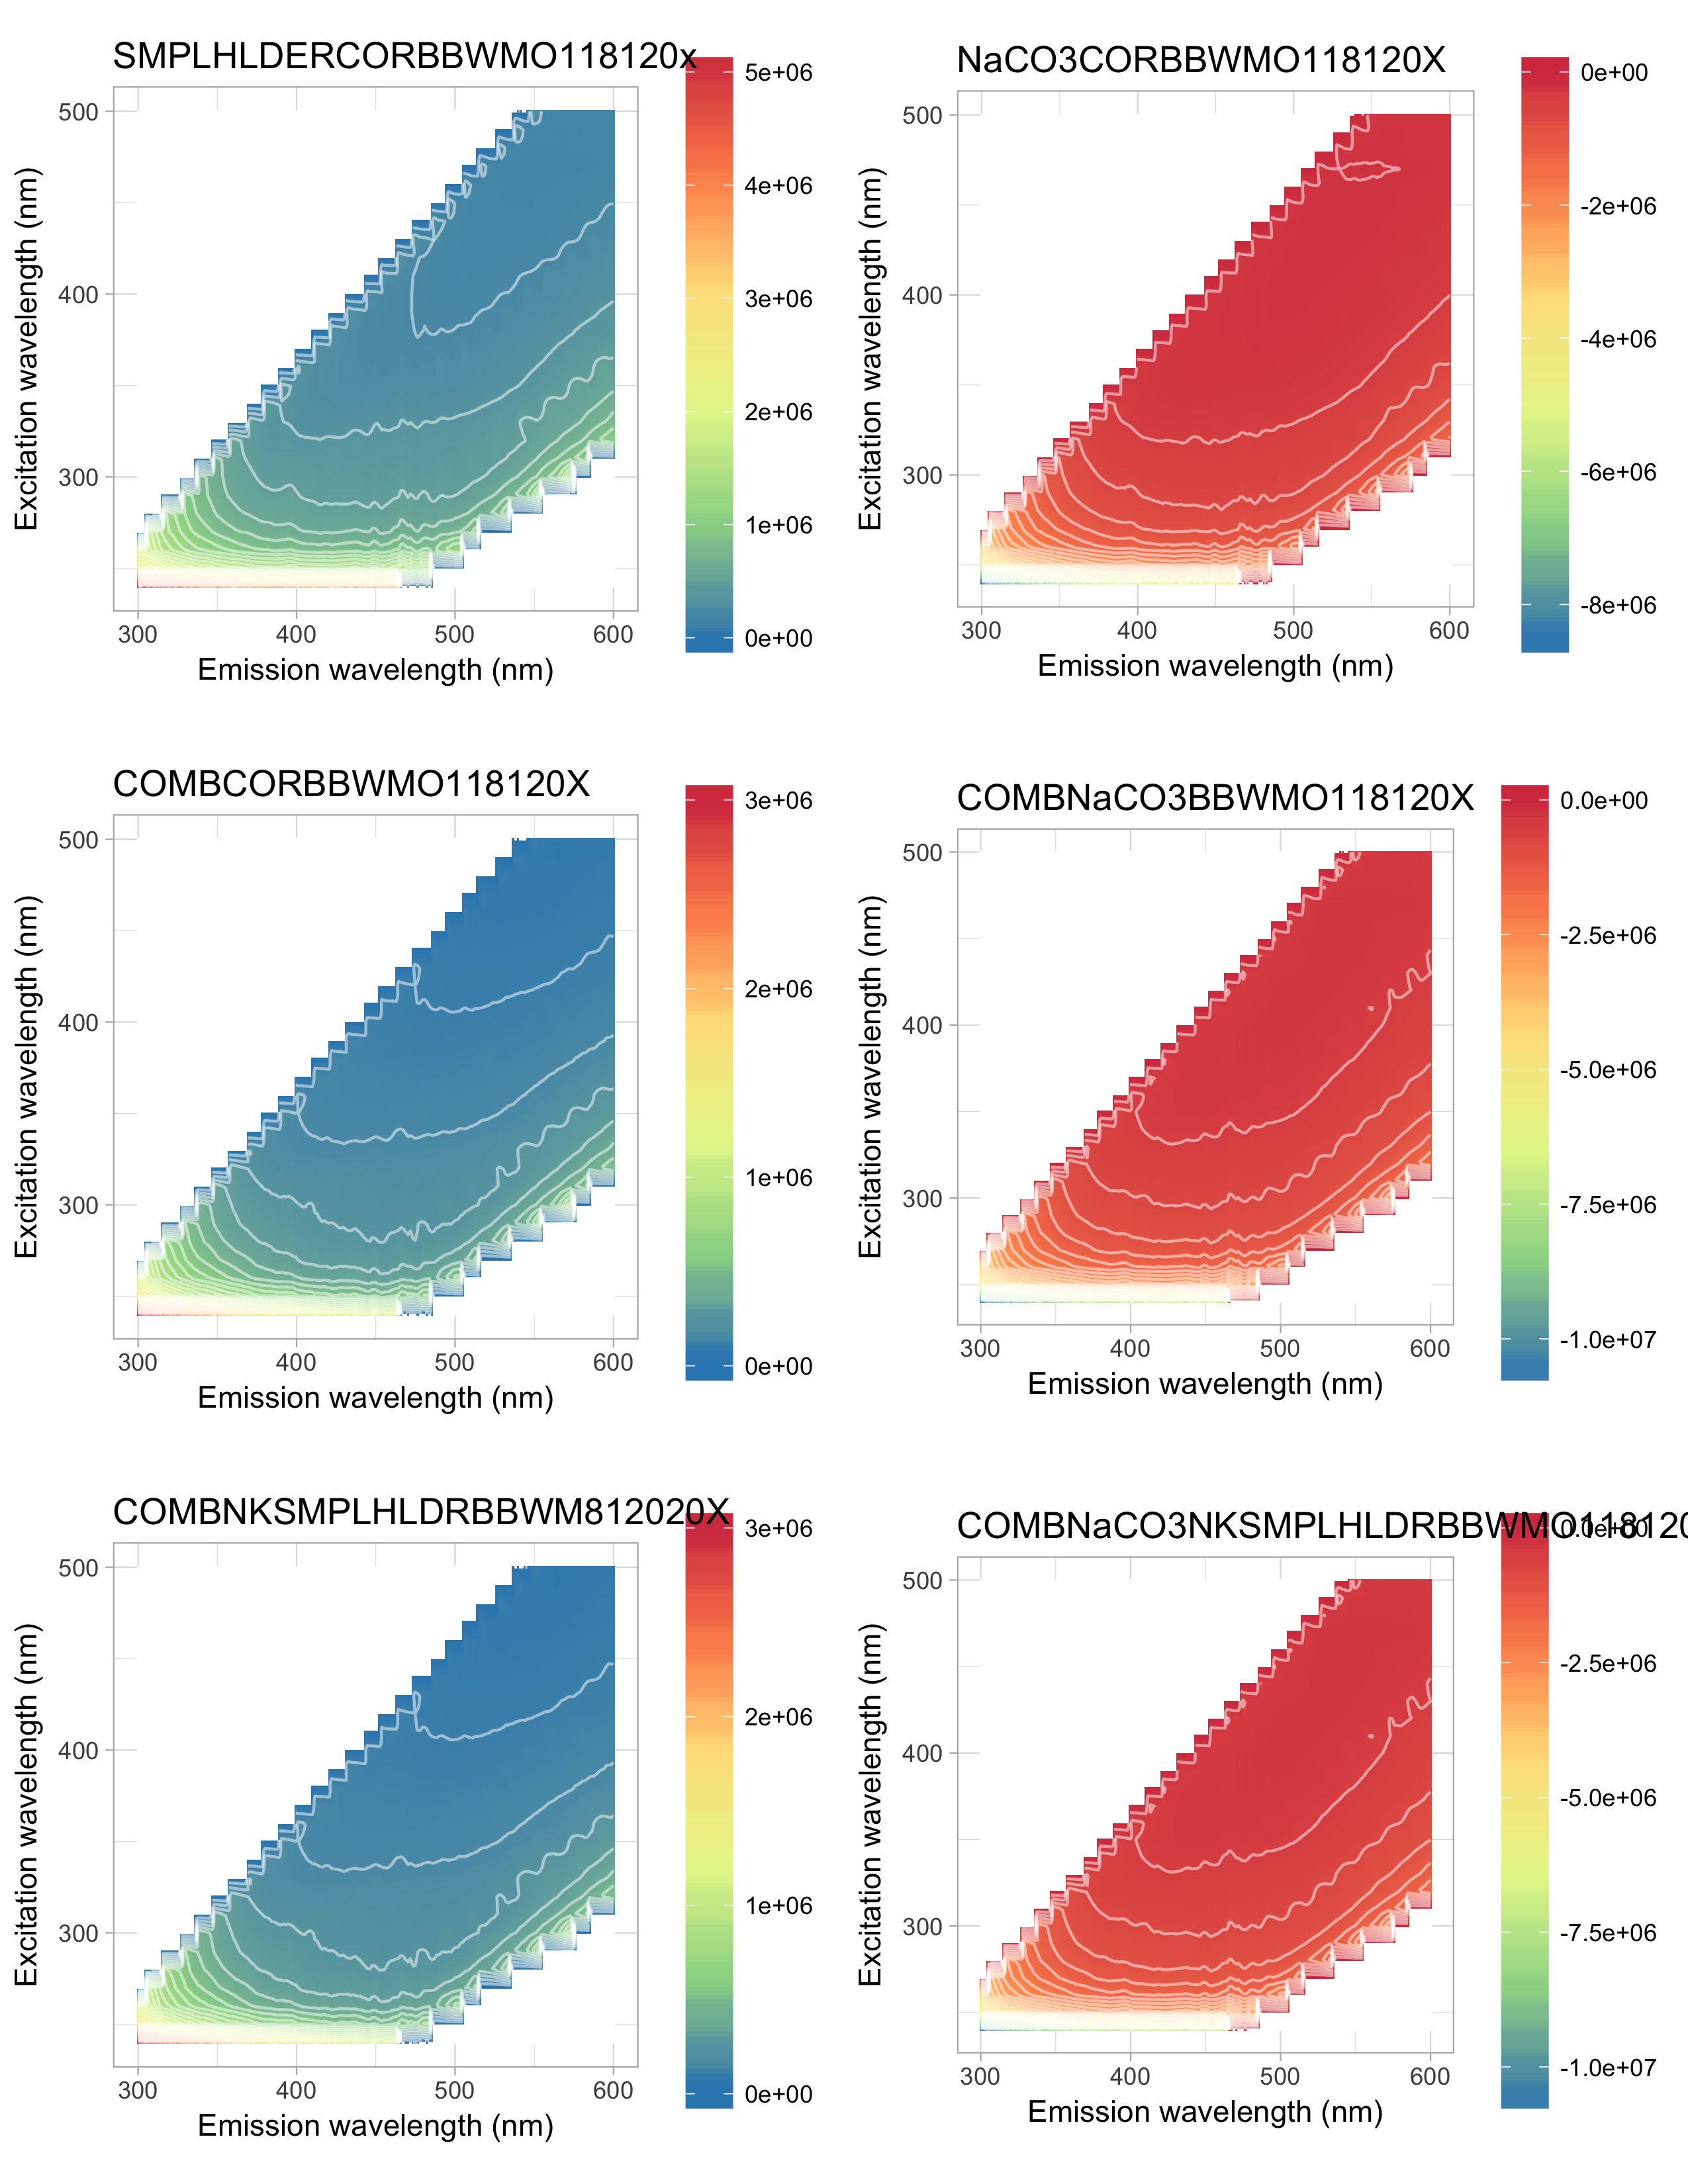 SMPLHLDERCORBBWMO118120x
5e+06
4e+06
3e+06
2e+06
1e+06
0e+00
500
400
300
Excitation wavelength (nm)
300 400 500 600
Emission wavelength (nm)
NaCO3CORBBWMO118120X
0e+00
-2e+06
-4e+06
-6e+06
-8e+06
500
400
300
Excitation wavelength (nm)
300 400 500 600
Emission wavelength (nm)
COMBCORBBWMO118120X
3e+06
2e+06
1e+06
0e+00
500
400
300
Excitation wavelength (nm)
300 400 500 600
Emission wavelength (nm)
COMBNaCO3BBWMO118120X
0.0e+00
-2.5e+06
-5.0e+06
-7.5e+06
-1.0e+07
500
400
300
Excitation wavelength (nm)
300 400 500 600
Emission wavelength (nm)
COMBNKSMPLHLDRBBWM812020X
3e+06
2e+06
1e+06
0e+00
500
400
300
Excitation wavelength (nm)
300 400 500 600
Emission wavelength (nm)
COMBNaCO3NKSMPLHLDRBBWMO118120
0.0e+00
-2.5e+06
-5.0e+06
-7.5e+06
-1.0e+07
500
400
300
Excitation wavelength (nm)
300 400 500 600
Emission wavelength (nm)